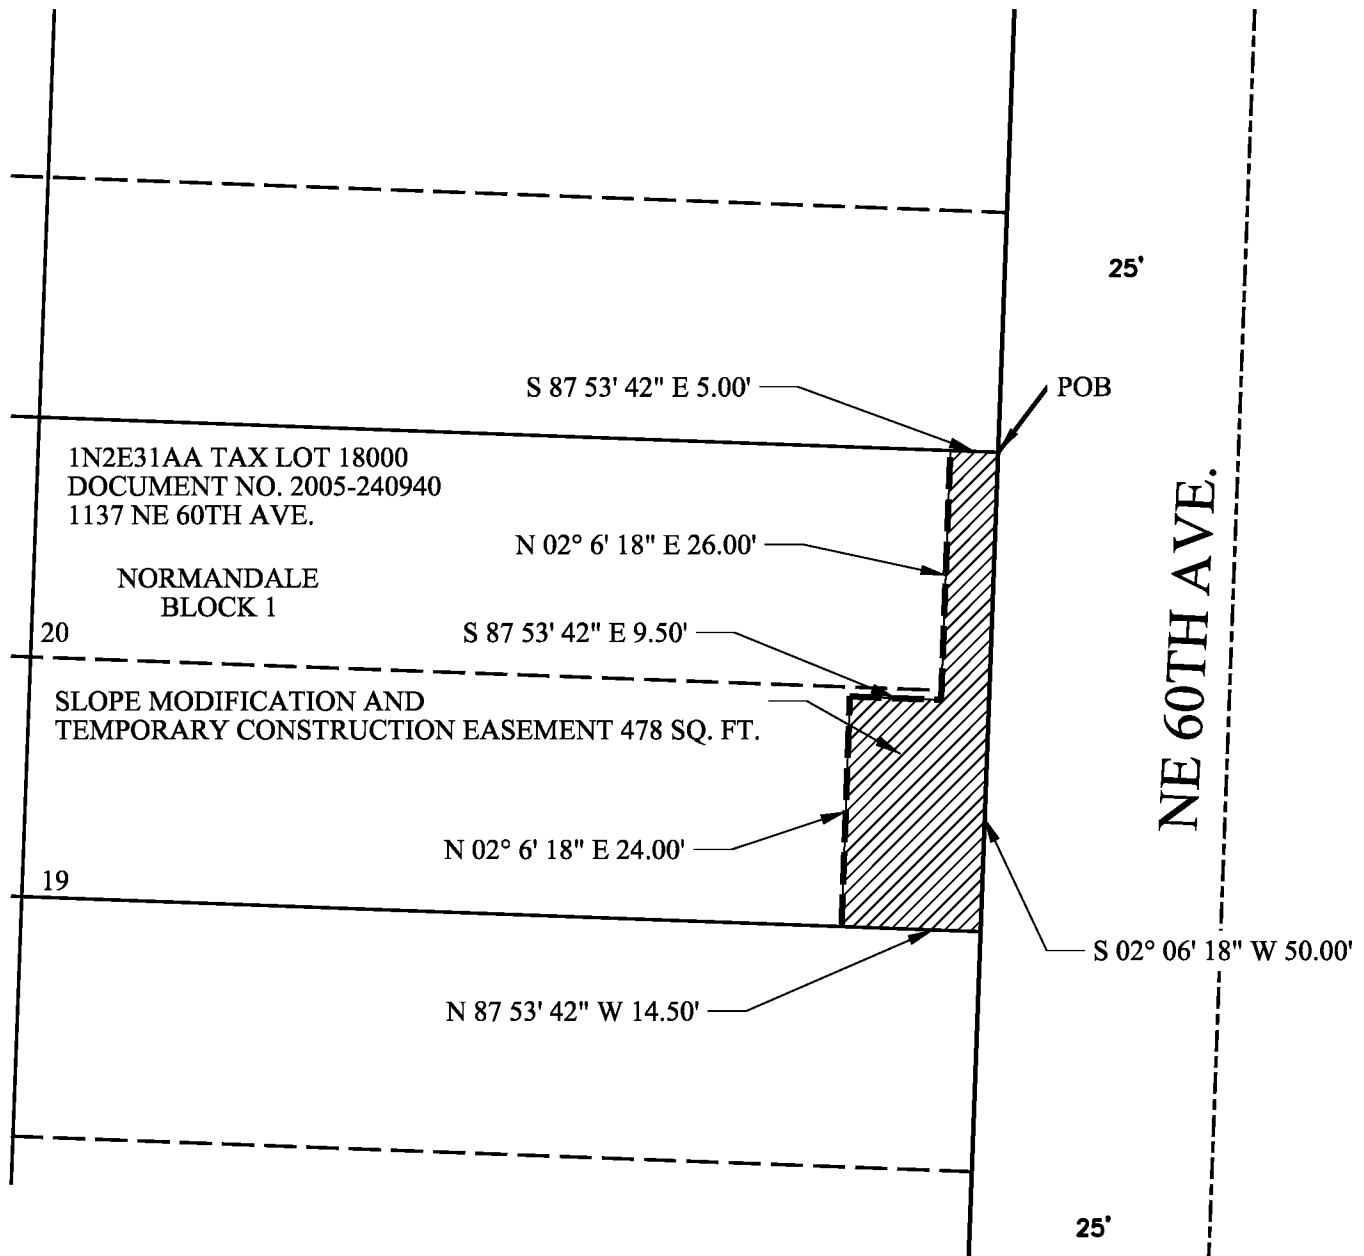 25'
S 87 53' 42" E 5.00'
POB
1N2E31AA TAX LOT 18000
DOCUMENT NO. 2005-240940
1137 NE 60TH AVE.
N 02° 6' 18" E 26.00'
NORMANDALE
BLOCK 1
20
S 87 53' 42" E 9.50'
NE 60TH AVE.
SLOPE MODIFICATION AND
TEMPORARY CONSTRUCTION EASEMENT 478 SQ. FT.
N 02° 6' 18" E 24.00'
19
S 02° 06' 18" W 50.00'
N 87 53' 42" W 14.50'
25'